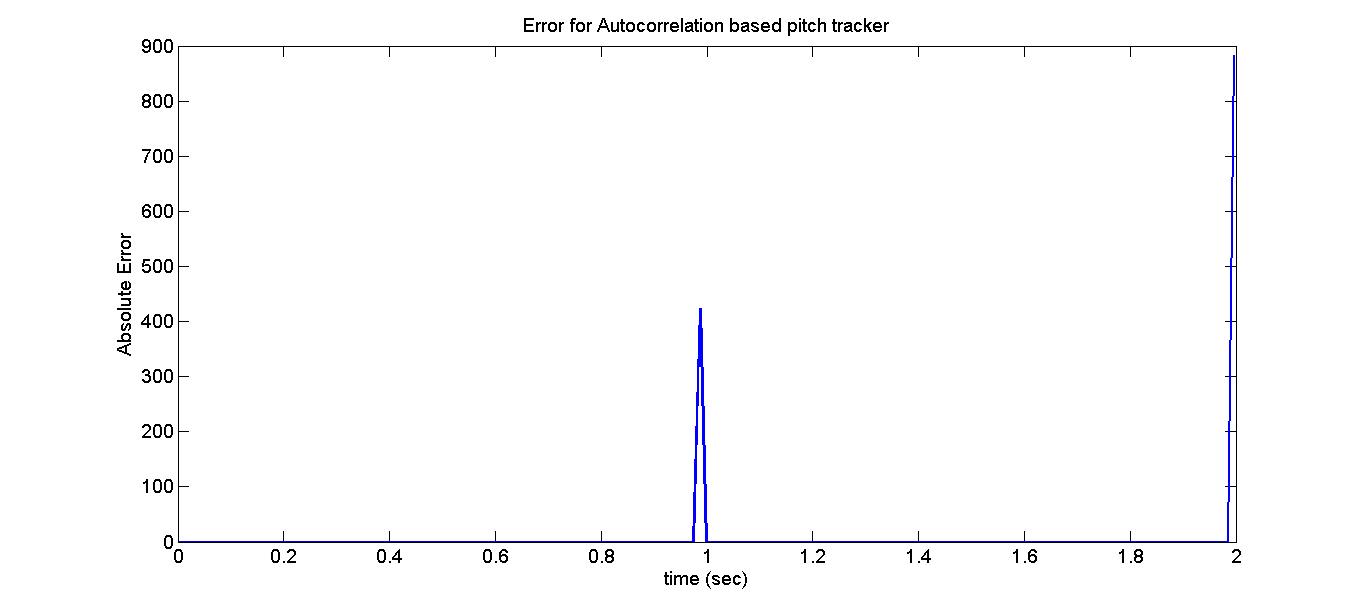 Error for Autocorrelation based pitch tracker
900
800
700
600
500
400
300
200
100
0
Absolute Error
0 0.2 0.4 0.6 0.8 1 1.2 1.4 1.6 1.8 2
time (sec)